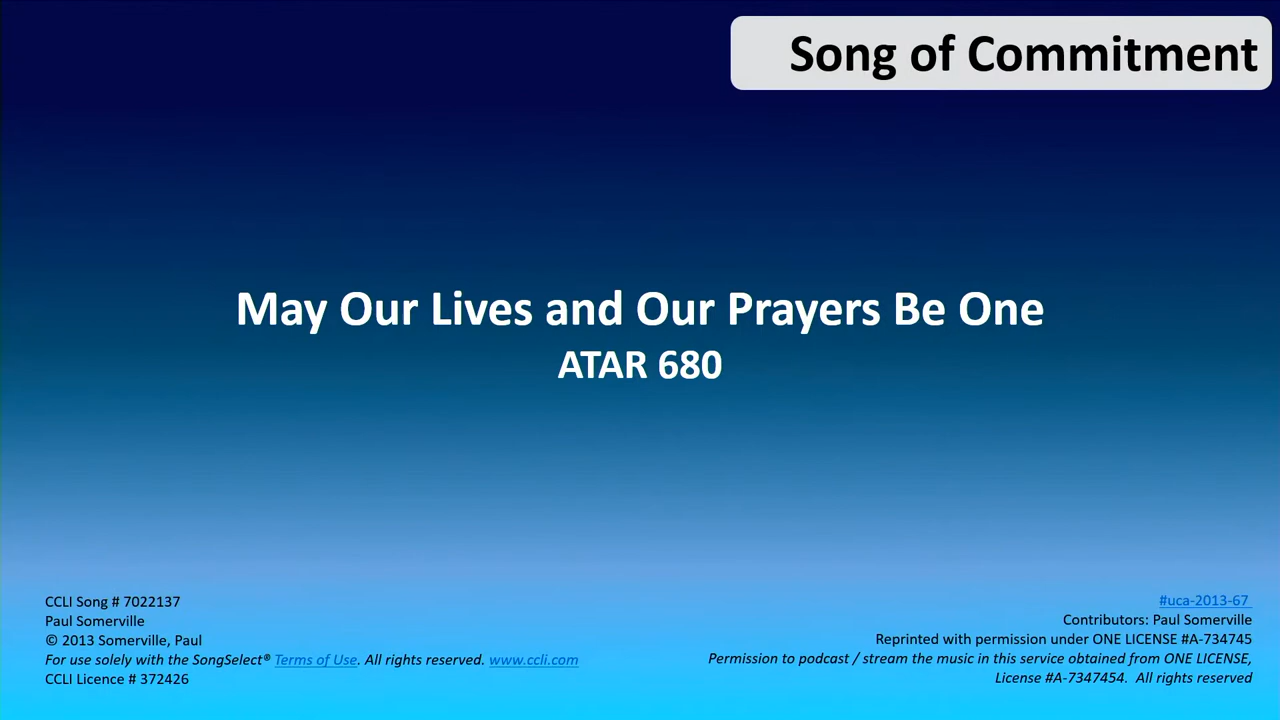 Song of Commitment
May Our Lives and Our Prayers Be One
ATAR 680
CCLI Song # 7022137
Paul Somerville
© 2013 Somerville, Paul
For use solely with the SongSelect® Terms of Use. All rights reserved. www.ccli.com
CCLI Licence # 372426
#uca-2013-67
Contributors: Paul Somerville
Reprinted with permission under ONE LICENSE #A-734745
Permission to podcast / stream the music in this service obtained from ONE LICENSE,
License #A-7347454. All rights reserved